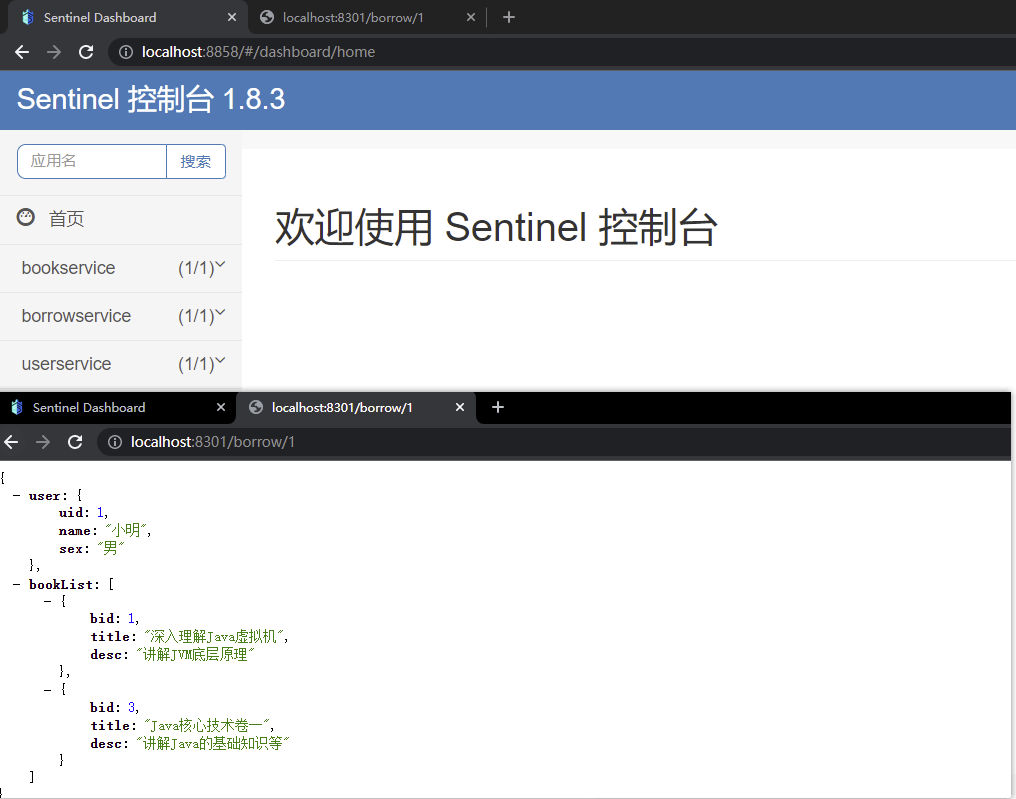 Sentinel Dashboard
localhost:8301/borrow/1
localhost:8858/#/dashboard/home
Sentinel 控制台 1.8.3
应用名 搜索
首页
欢迎使用 Sentinel 控制台
bookservice (1/1)
borrowservice (1/1)
userservice (1/1)
Sentinel Dashboard
localhost:8301/borrow/1
localhost:8301/borrow/1
{
− user: {
uid: 1,
name: "小明",
sex: "男"
},
− bookList: [
− {
bid: 1,
title: "深入理解Java虚拟机",
desc: "讲解JVM底层原理"
},
− {
bid: 3,
title: "Java核心技术卷一",
desc: "讲解Java的基础知识等"
}
]
}